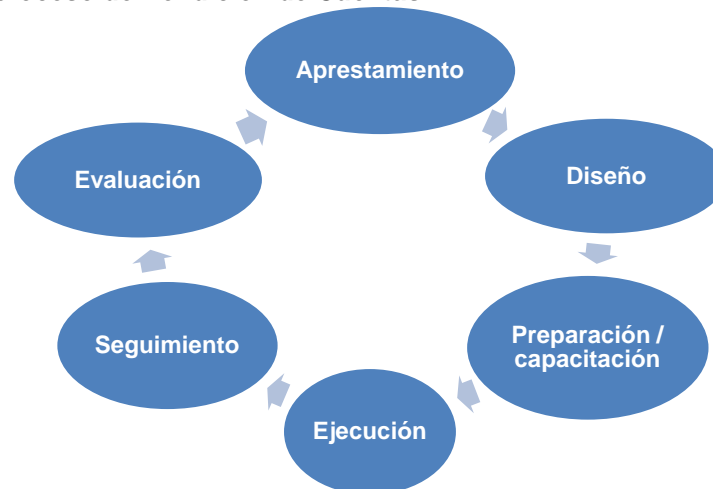 Aprestamiento
Diseño
Preparación /
capacitación
Ejecución
Seguimiento
Evaluación